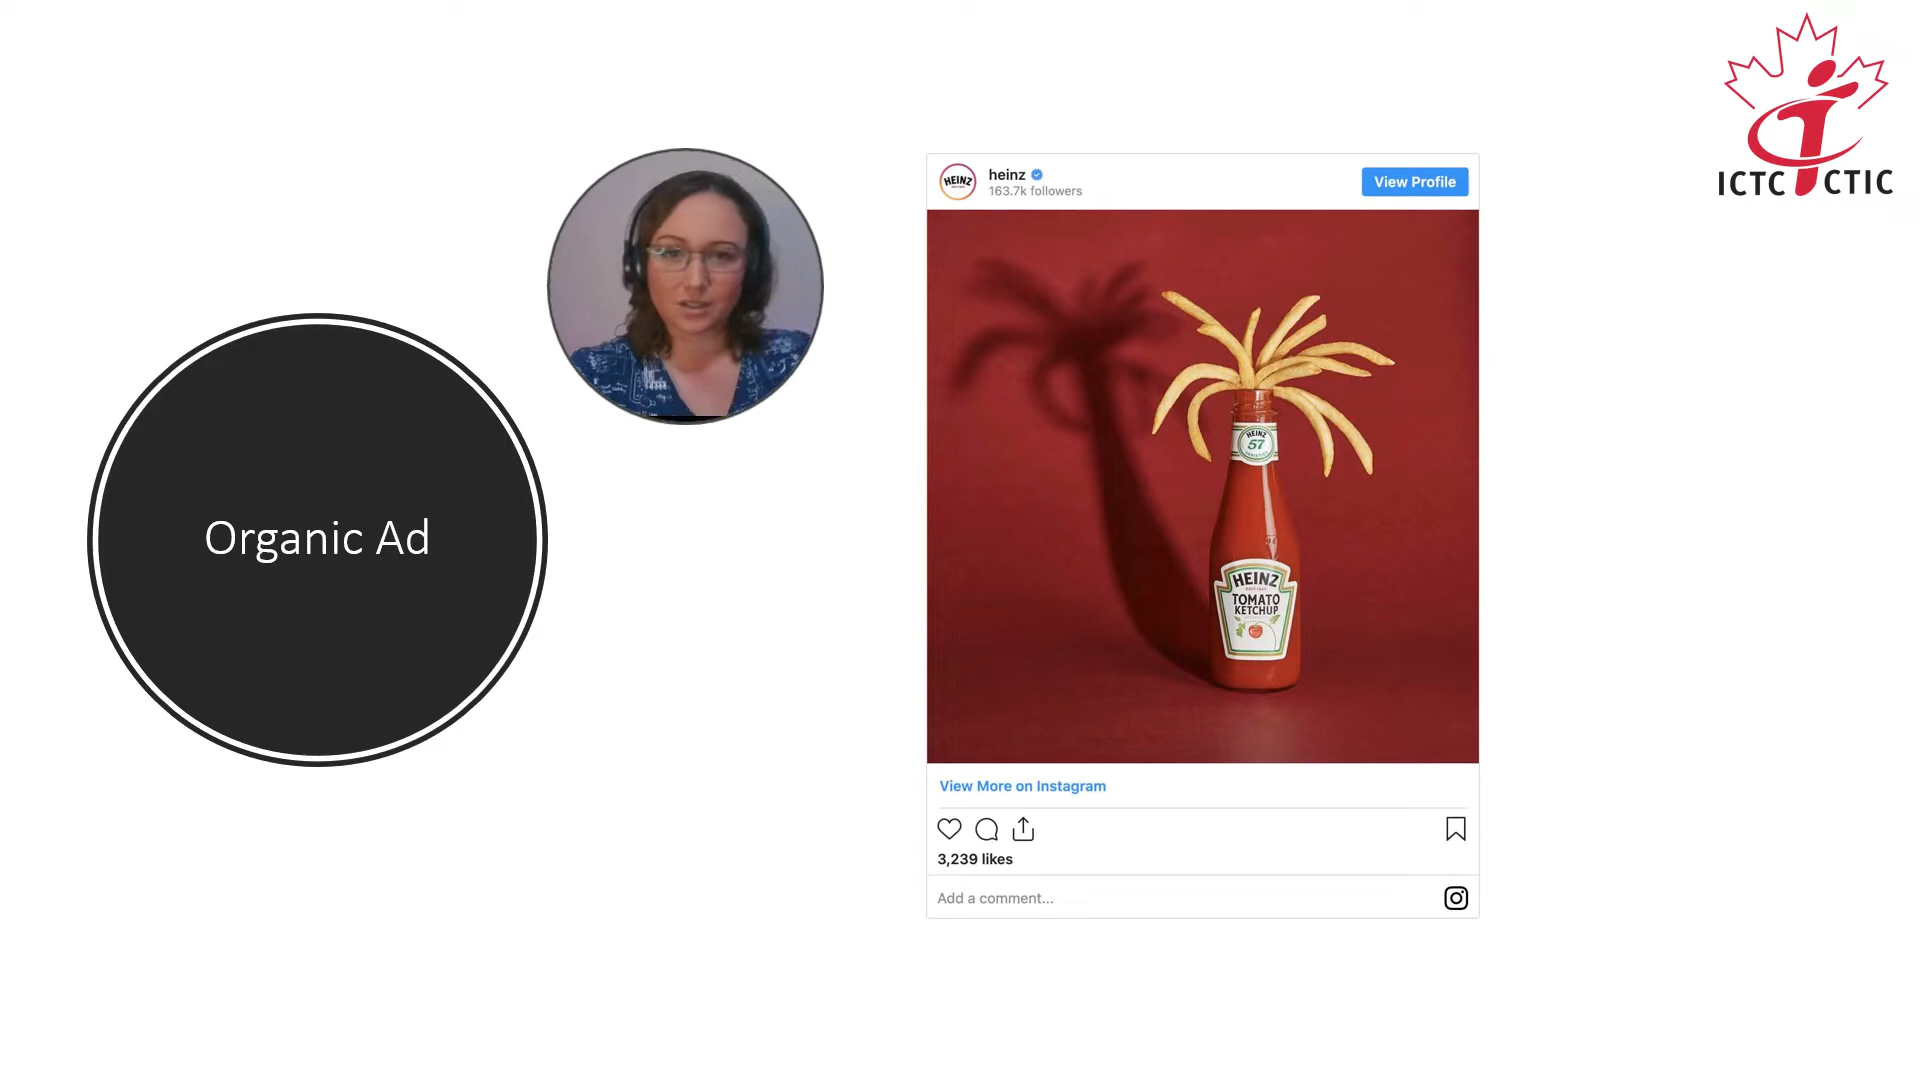 ICTC CTIC
Organic Ad
HEINZ
heinz
163.7k followers
View Profile
HEINZ
57
VARIETIES
HEINZ
TOMATO
KETCHUP
View More on Instagram
3,239 likes
Add a comment...